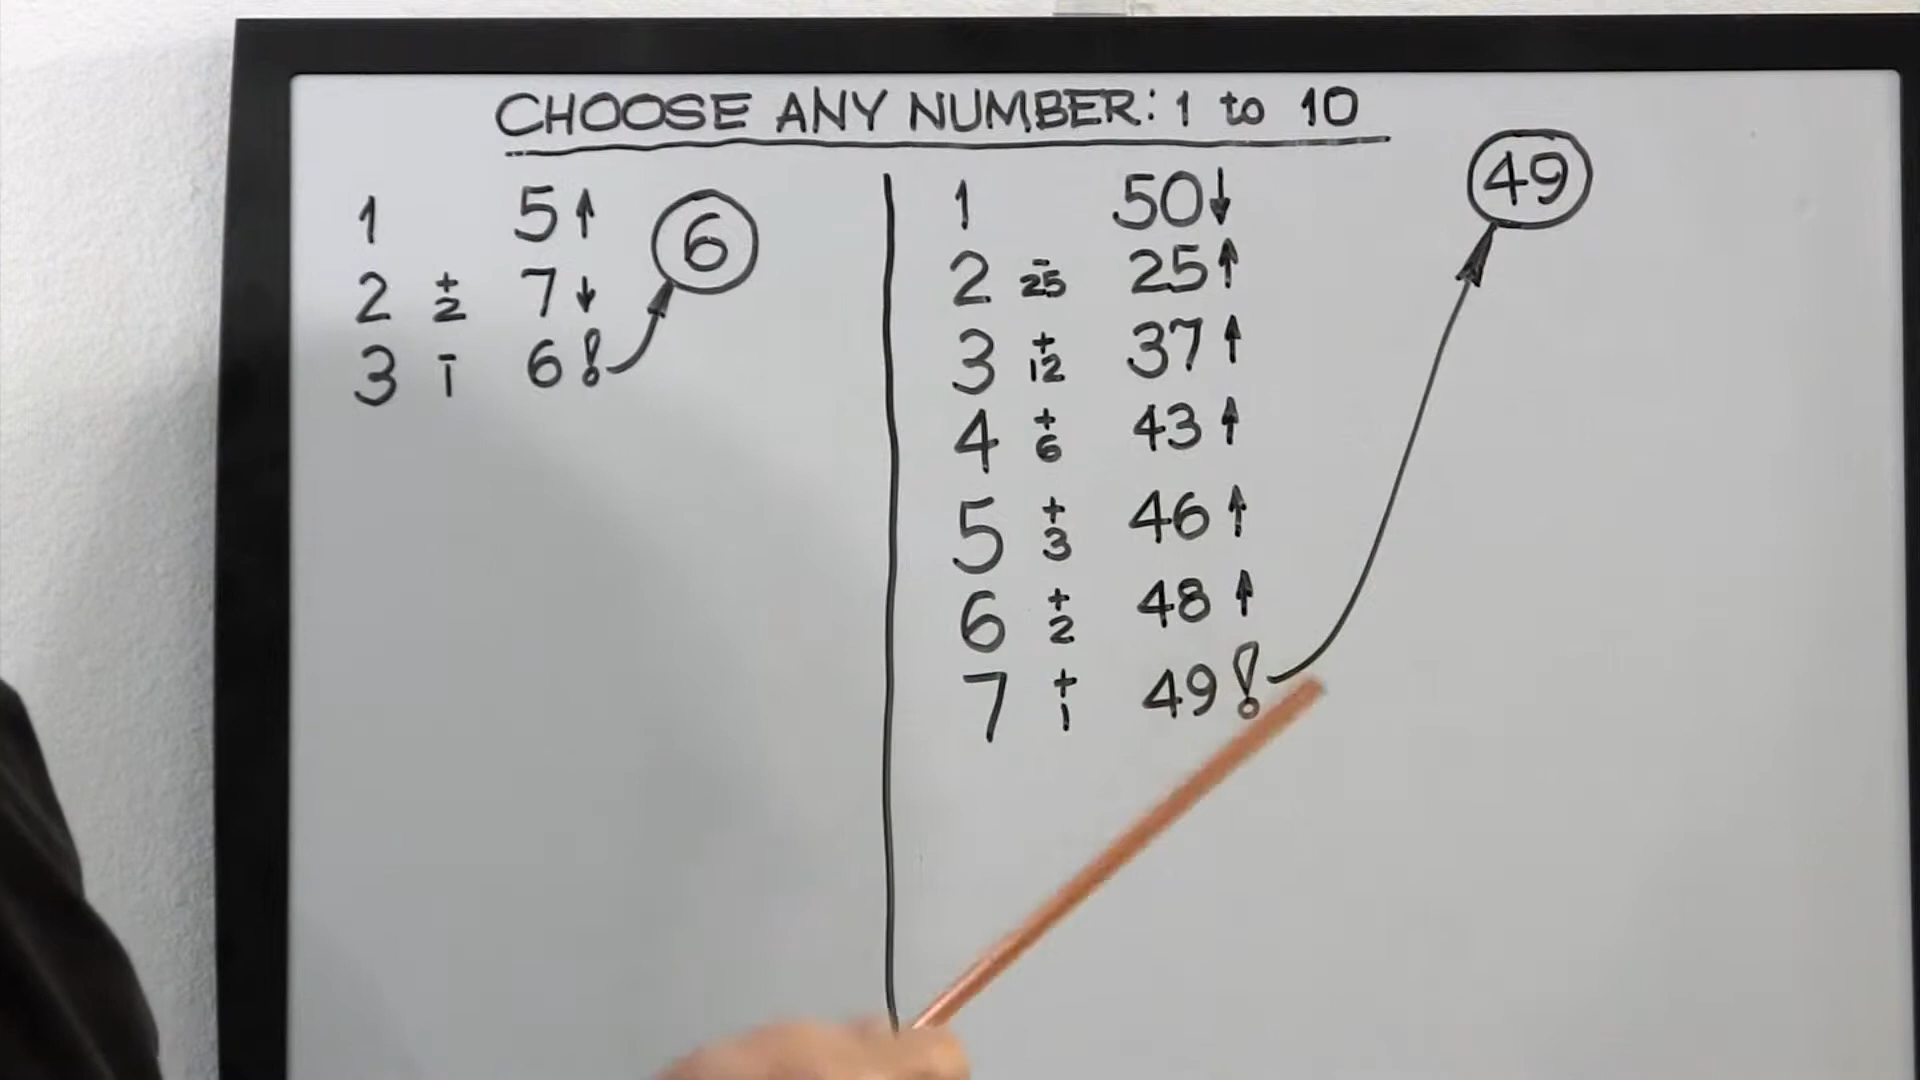 CHOOSE ANY NUMBER: 1 to 10
1 5↑
2 +2 7↓
3 -1 6!
6
1 50↓
2 -25 25↑
3 +12 37↑
4 +6 43↑
5 +3 46↑
6 +2 48↑
7 +1 49!
49